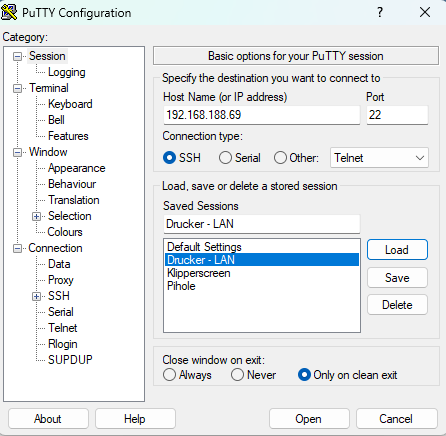 PuTTY Configuration
Category:
Session
Logging
Terminal
Keyboard
Bell
Features
Window
Appearance
Behaviour
Translation
Selection
Colours
Connection
Data
Proxy
SSH
Serial
Telnet
Rlogin
SUPDUP
Basic options for your PuTTY session
Specify the destination you want to connect to
Host Name (or IP address) Port
192.168.188.69 22
Connection type:
SSH Serial Other: Telnet
Load, save or delete a stored session
Saved Sessions
Drucker - LAN
Default Settings
Drucker - LAN
Klipperscreen
Pihole
Load
Save
Delete
Close window on exit:
Always Never Only on clean exit
About Help Open Cancel